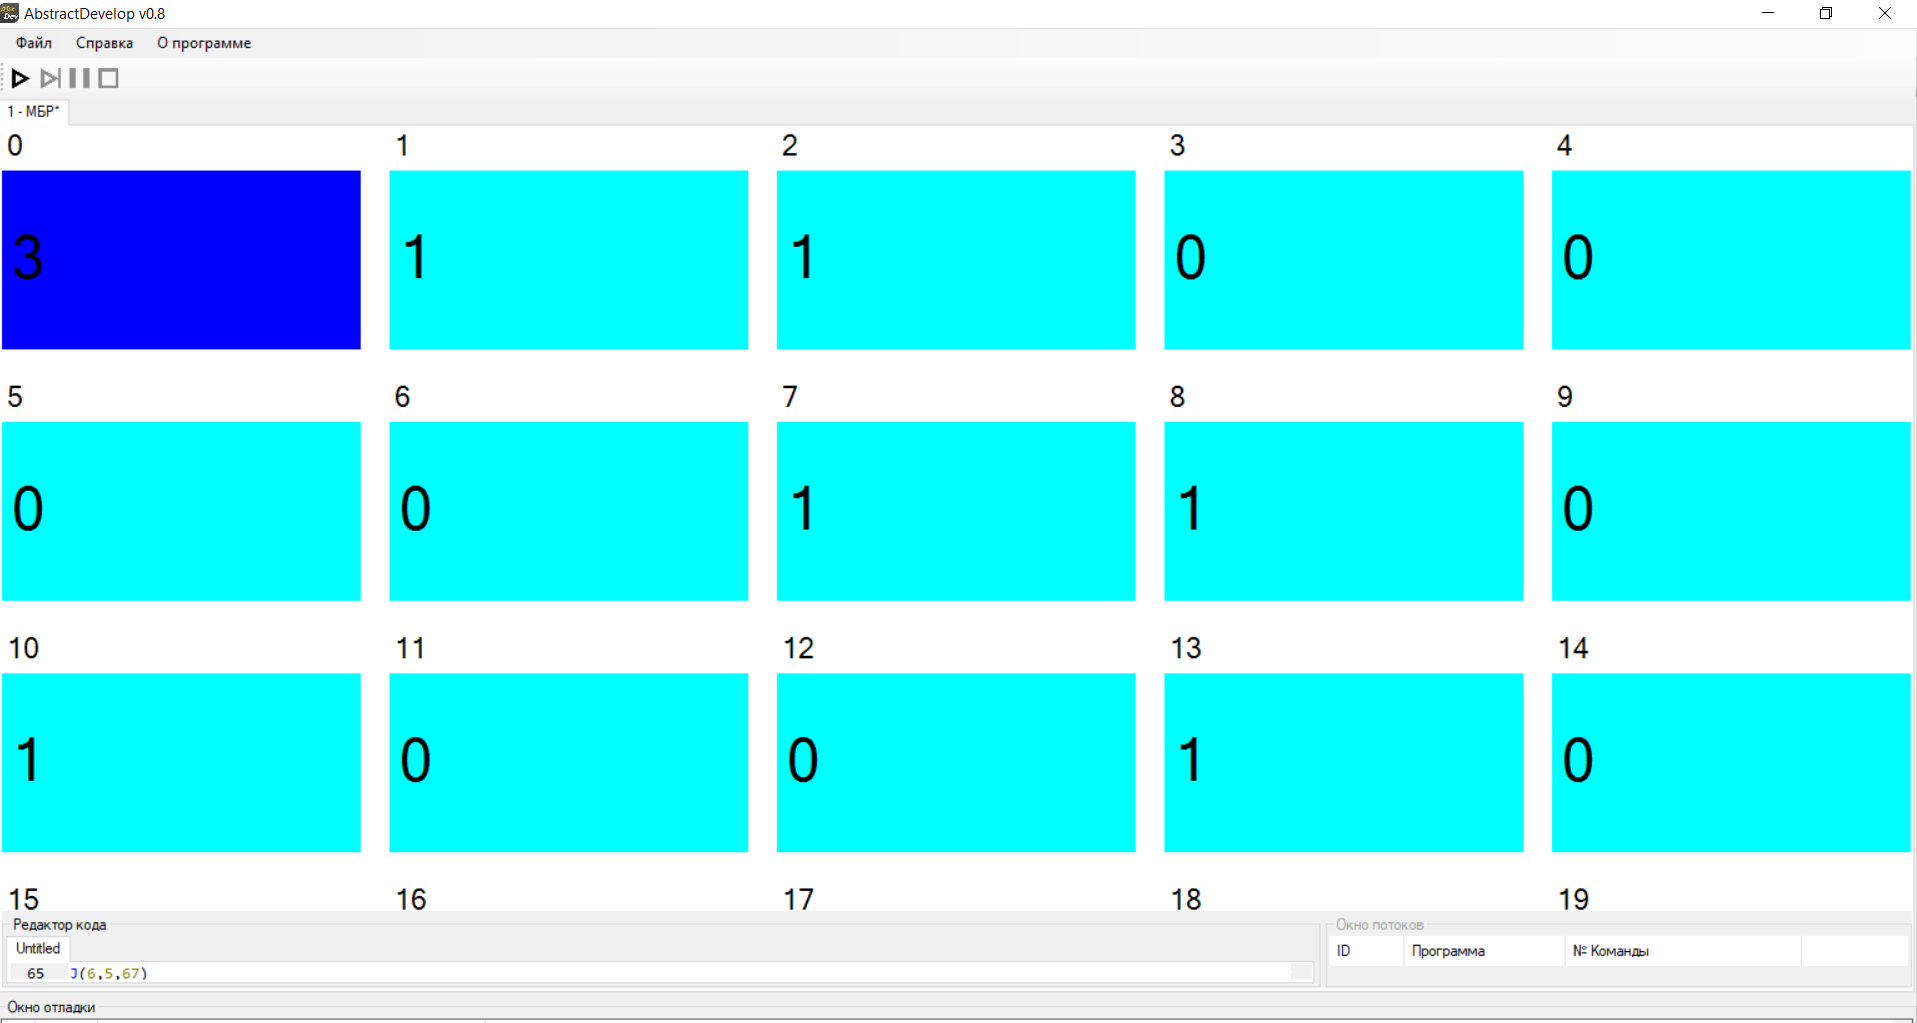 AbstractDevelop v0.8
Файл Справка О программе
1 - МБР*
0 1 2 3 4
3 1 1 0 0
5 6 7 8 9
0 0 1 1 0
10 11 12 13 14
1 0 0 1 0
15 16 17 18 19
Редактор кода
Окно потоков
Untitled
ID Программа № Команды
65 J(6,5,67)
Окно отладки